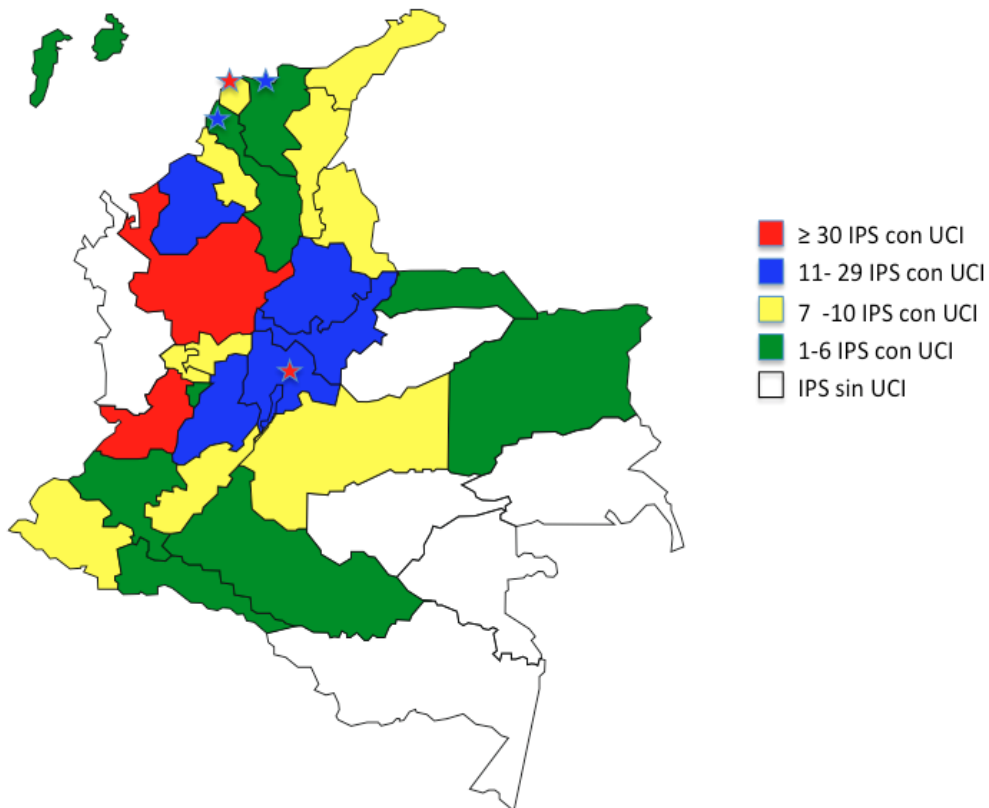 ≥ 30 IPS con UCI
11- 29 IPS con UCI
7 -10 IPS con UCI
1-6 IPS con UCI
IPS sin UCI